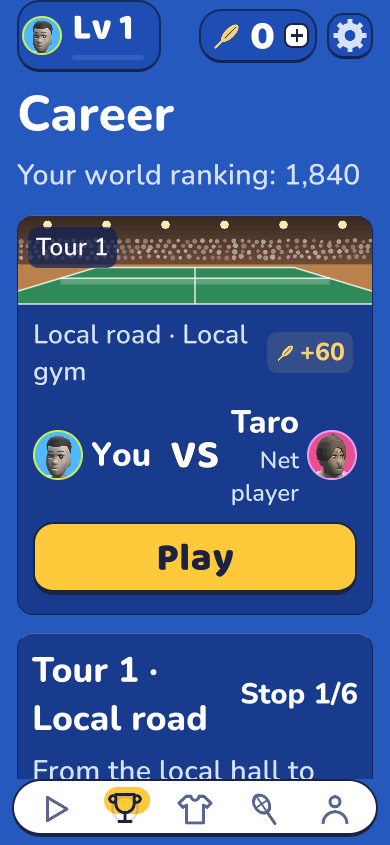 Lv 1
0
Career
Your world ranking: 1,840
Tour 1
Local road · Local
gym
+60
You VS Taro
Net
player
Play
Tour 1 ·
Local road
Stop 1/6
From the local hall to